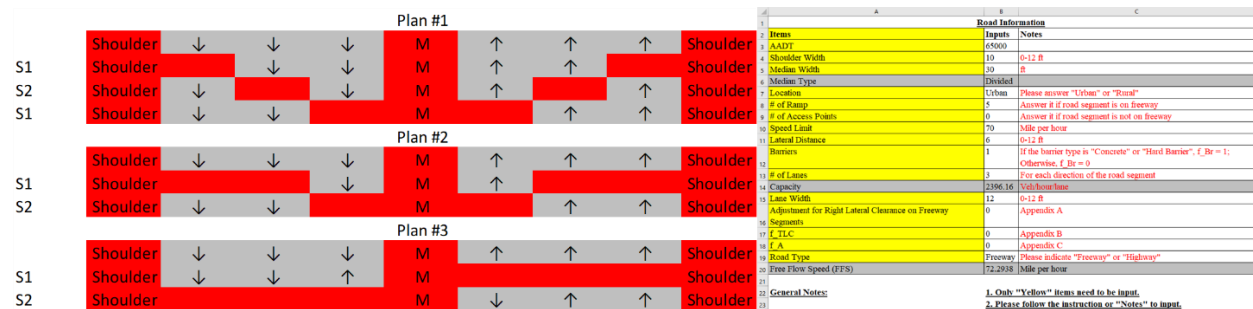 Plan #1
Shoulder ↓ ↓ ↓ M ↑ ↑ ↑ Shoulder
S1 Shoulder ↓ ↓ M ↑ ↑ Shoulder
S2 Shoulder ↓ ↓ M ↑ ↑ Shoulder
S1 Shoulder ↓ ↓ M ↑ ↑ Shoulder
Plan #2
Shoulder ↓ ↓ ↓ M ↑ ↑ ↑ Shoulder
S1 Shoulder ↓ M ↑ Shoulder
S2 Shoulder ↓ ↓ M ↑ ↑ Shoulder
Plan #3
Shoulder ↓ ↓ ↓ M ↑ ↑ ↑ Shoulder
S1 Shoulder ↓ ↓ ↑ M Shoulder
S2 Shoulder M ↓ ↑ ↑ Shoulder
A B C
1 Road Information
2 Items Inputs Notes
3 AADT 65000
4 Shoulder Width 10 0-12 ft
5 Median Width 30 ft
6 Median Type Divided
7 Location Urban Please answer "Urban" or "Rural"
8 # of Ramp 5 Answer it if road segment is on freeway
9 # of Access Points 0 Answer it if road segment is not on freeway
10 Speed Limit 70 Mile per hour
11 Lateral Distance 6 0-12 ft
Barriers 1 If the barrier type is "Concrete" or "Hard Barrier", f_Br = 1;
12 Otherwise, f_Br = 0
13 # of Lanes 3 For each direction of the road segment
14 Capacity 2396.16 Veh/hour/lane
15 Lane Width 12 0-12 ft
Adjustment for Right Lateral Clearance on Freeway 0 Appendix A
16 Segments
17 f_TLC 0 Appendix B
18 f_A 0 Appendix C
19 Road Type Freeway Please indicate "Freeway" or "Highway"
20 Free Flow Speed (FFS) 72.2938 Mile per hour
21
22 General Notes: 1. Only "Yellow" items need to be input.
23 2. Please follow the instruction or "Notes" to input.